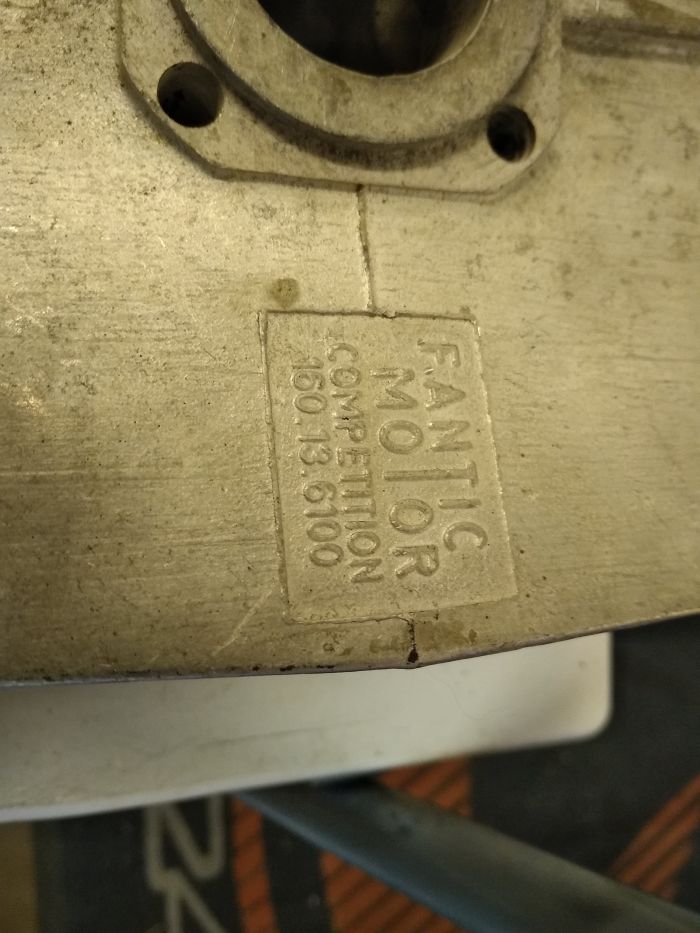 FANTIC
MOTOR
COMPETITION
160.13.6100